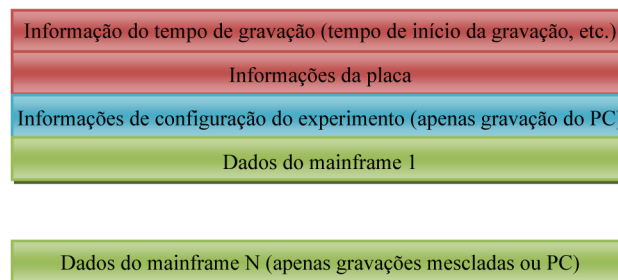 Informação do tempo de gravação (tempo de início da gravação, etc.)
Informações da placa
Informações de configuração do experimento (apenas gravação do PC)
Dados do mainframe 1
Dados do mainframe N (apenas gravações mescladas ou PC)